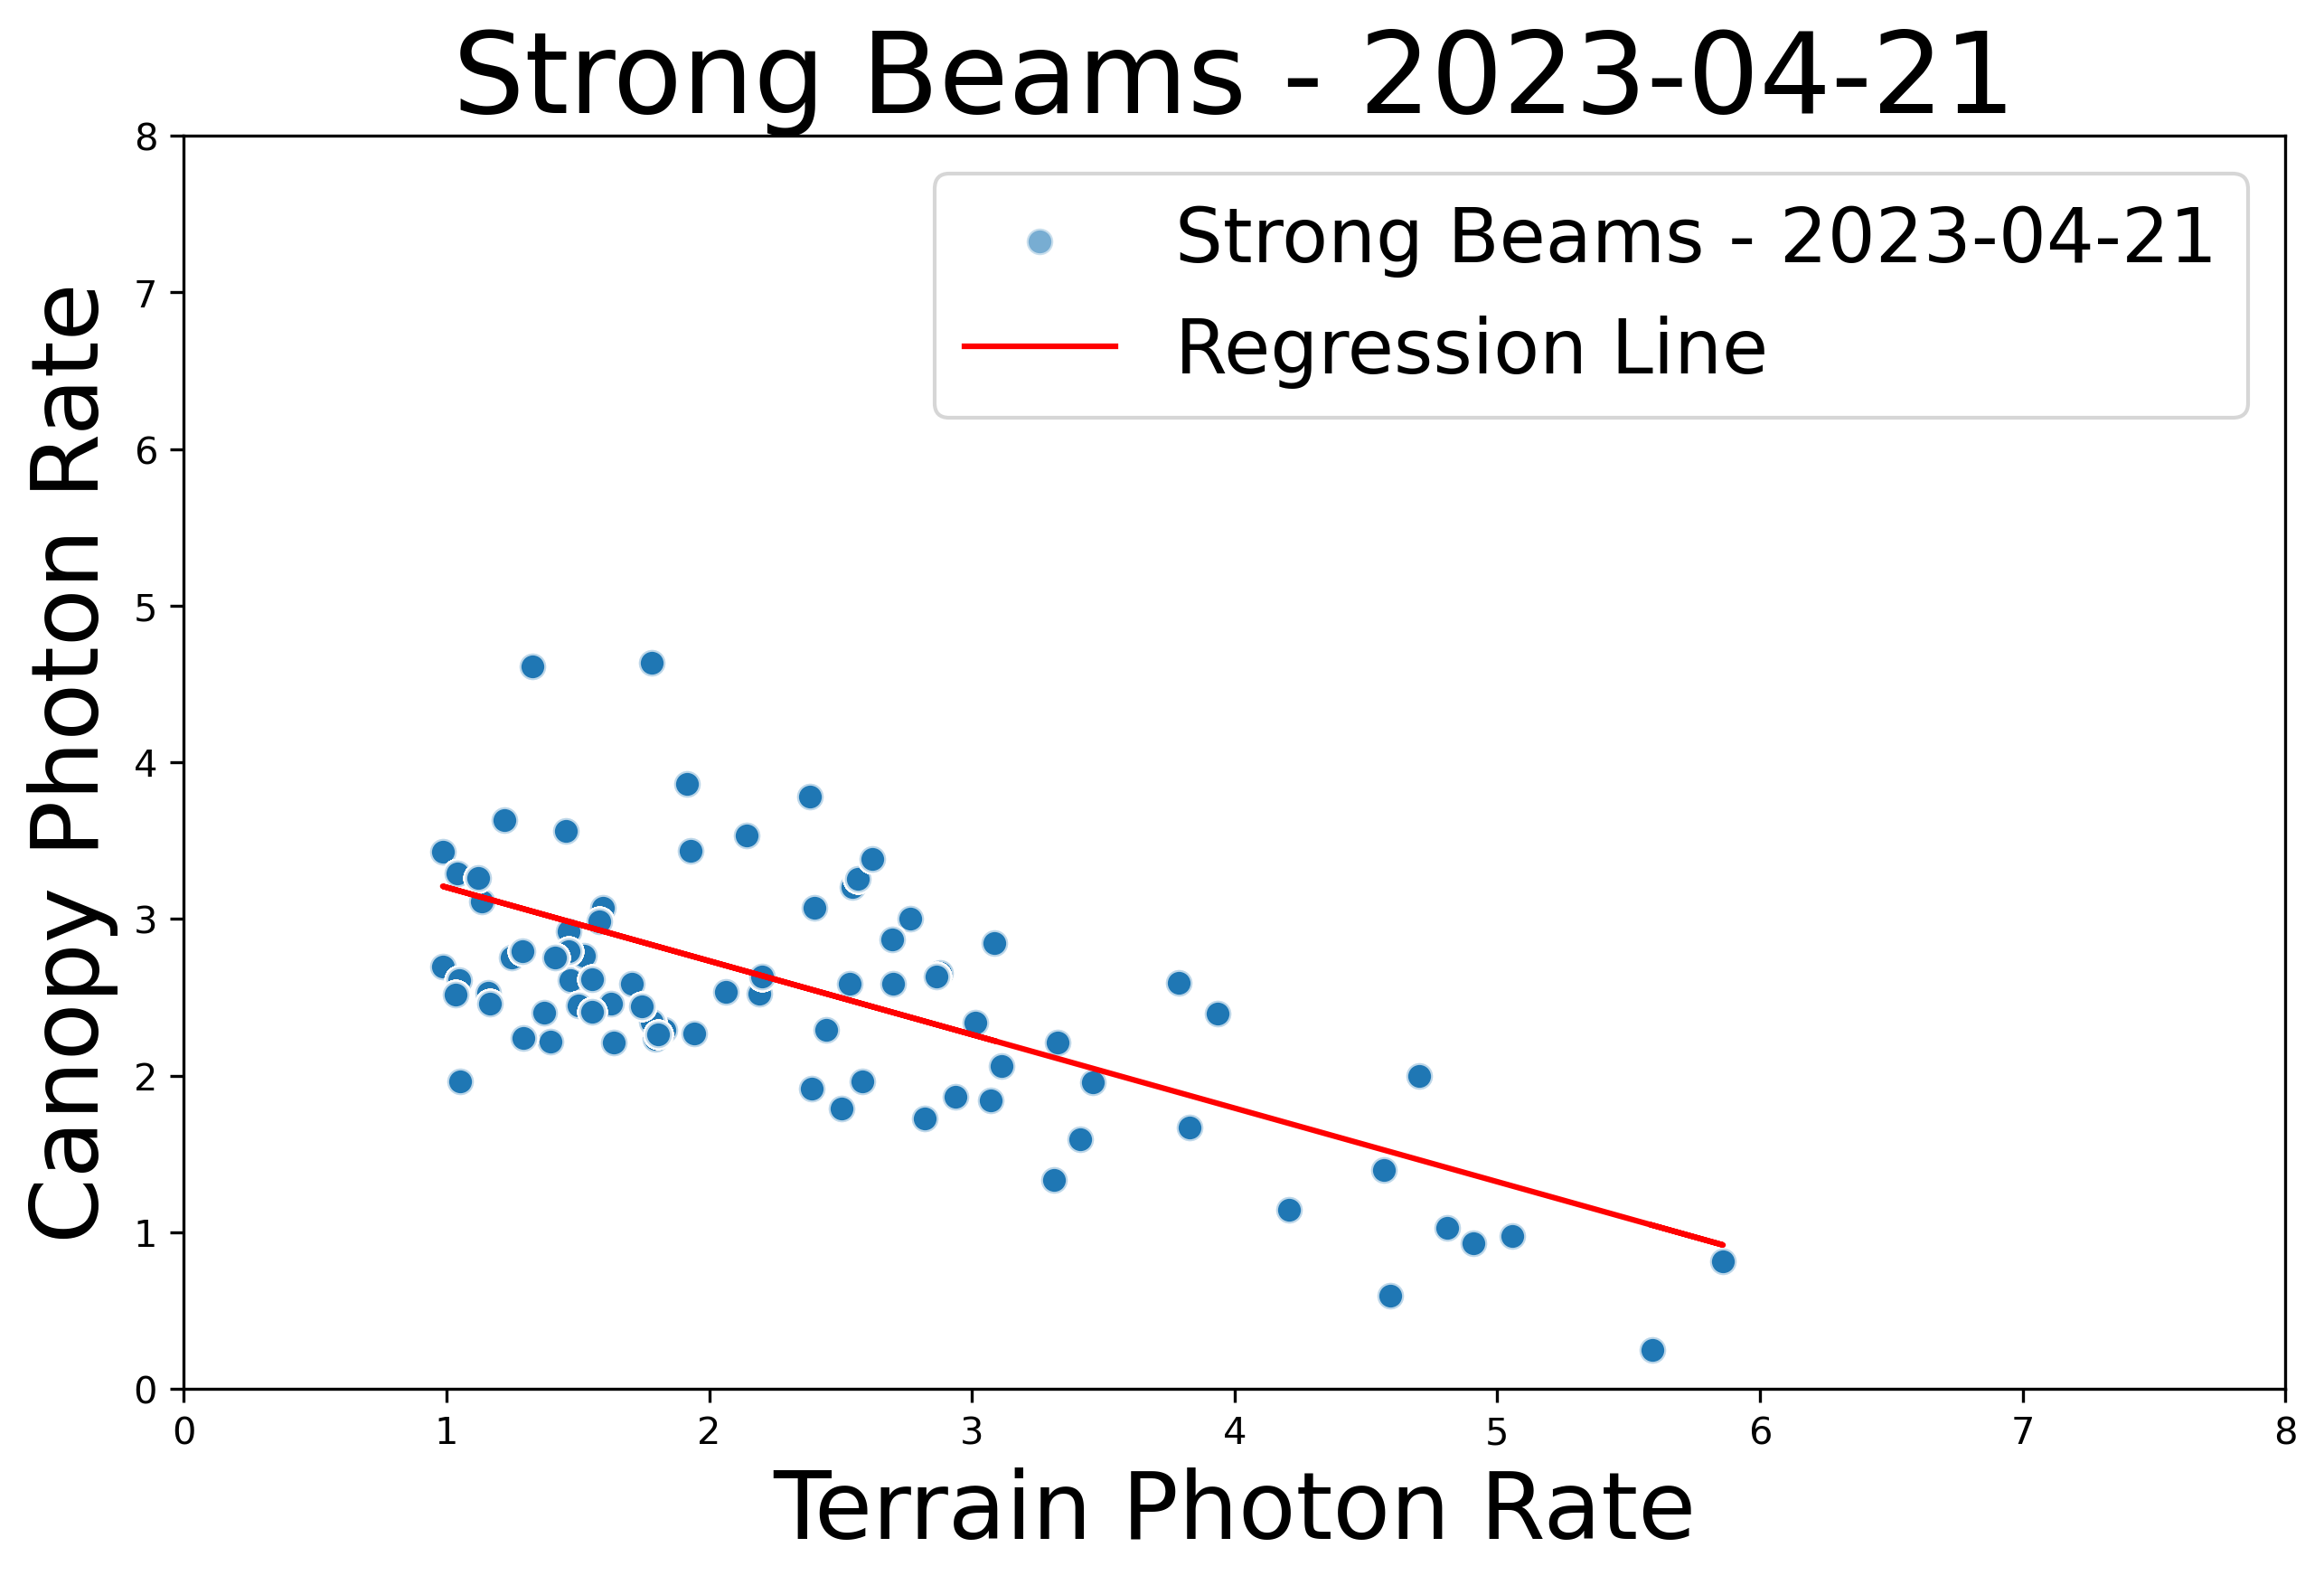 Strong Beams - 2023-04-21
Strong Beams - 2023-04-21
Regression Line
Canopy Photon Rate
8
7
6
5
4
3
2
1
0
0 1 2 3 4 5 6 7 8
Terrain Photon Rate